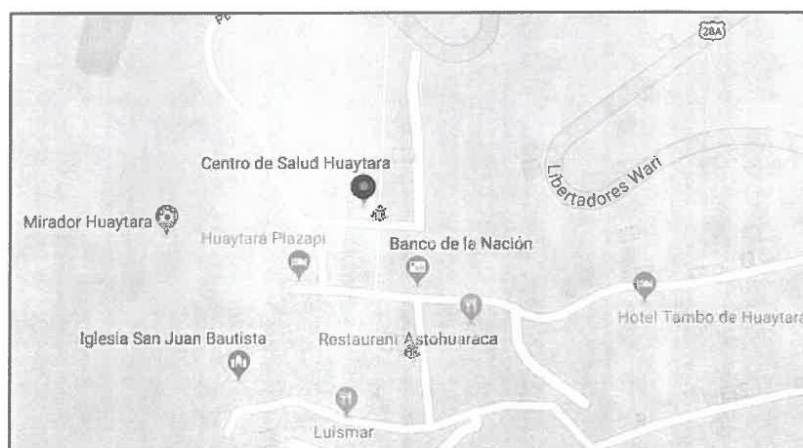 28A
Centro de Salud Huaytara
Libertadores Wari
Mirador Huaytara
Huaytará Plazapi
Banco de la Nación
Hotel Tambo de Huaytara
Iglesia San Juan Bautista
Restaurant Astohuaraca
Luismar